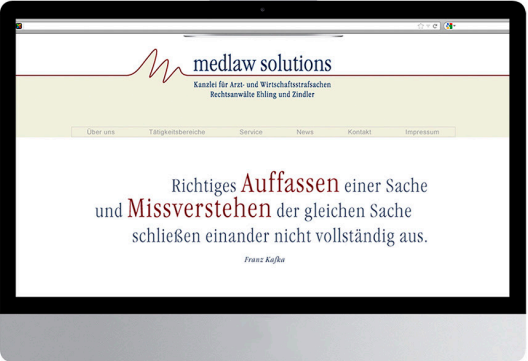 medlaw solutions
Kanzlei für Arzt- und Wirtschaftsstrafsachen
Rechtsanwälte Ehling und Zindler
Über uns Tätigkeitsbereiche Service News Kontakt Impressum
Richtiges Auffassen einer Sache
und Missverstehen der gleichen Sache
schließen einander nicht vollständig aus.
Franz Kafka